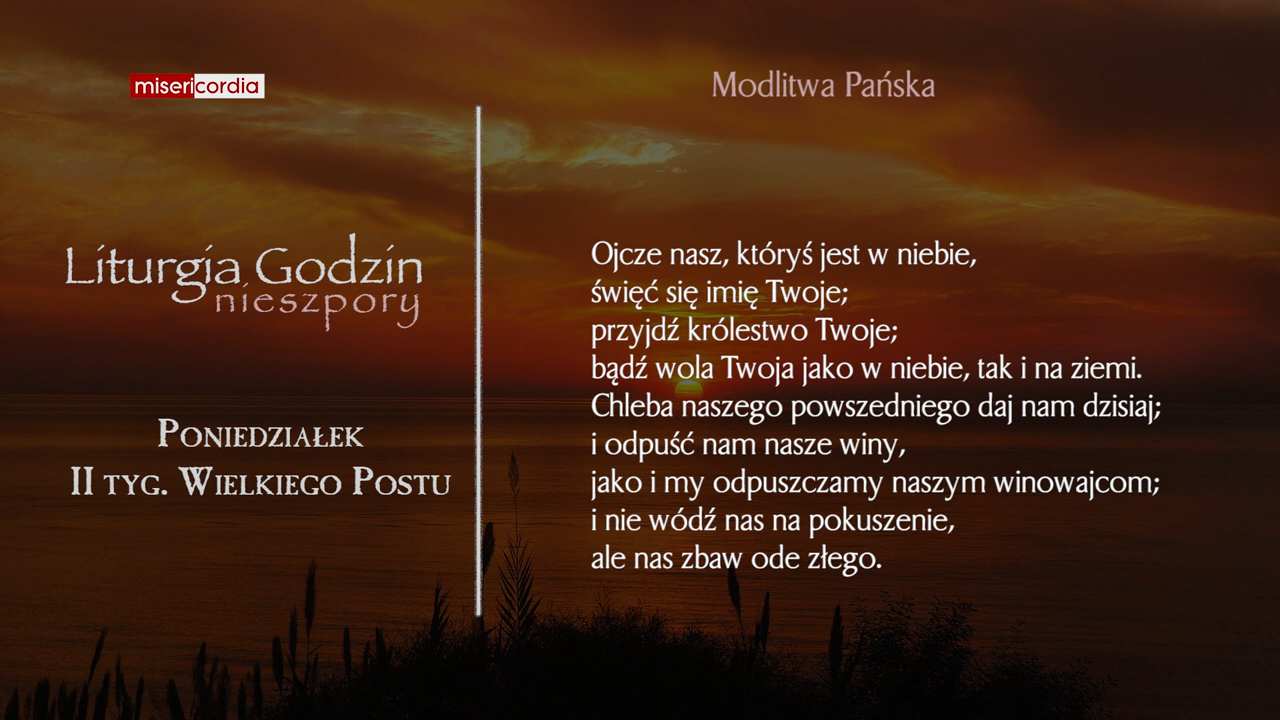 misericordia
Liturgia Godzin
nieszpory
Poniedziałek
II tyg. Wielkiego Postu
Modlitwa Pańska
Ojcze nasz, któryś jest w niebie,
święć się imię Twoje;
przyjdź królestwo Twoje;
bądź wola Twoja jako w niebie, tak i na ziemi.
Chleba naszego powszedniego daj nam dzisiaj;
i odpuść nam nasze winy,
jako i my odpuszczamy naszym winowajcom;
i nie wódź nas na pokuszenie,
ale nas zbaw ode złego.